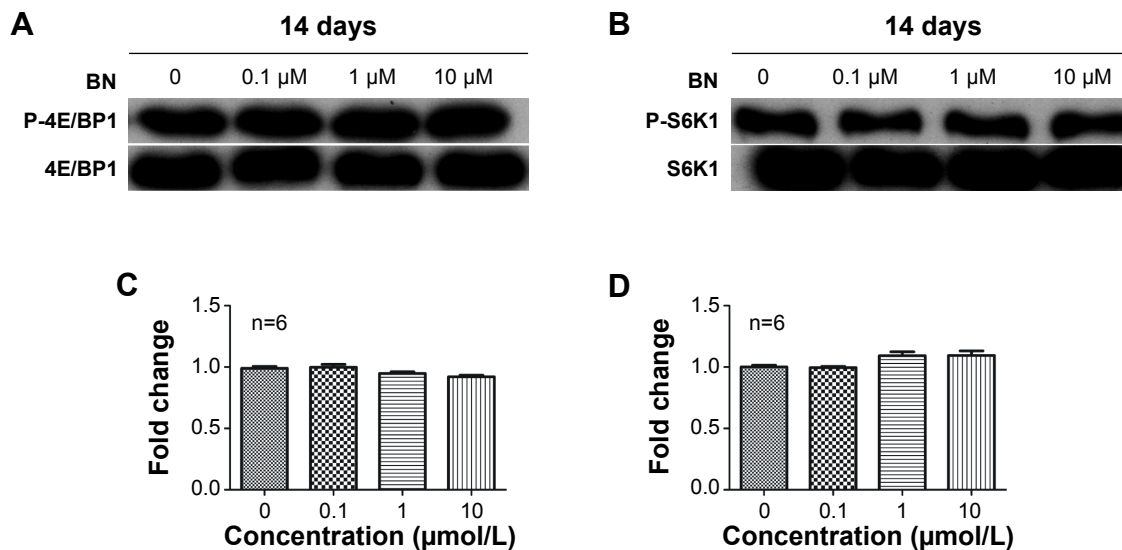 A
14 days
BN 0 0.1 µM 1 µM 10 µM
P-4E/BP1
4E/BP1
B
14 days
BN 0 0.1 µM 1 µM 10 µM
P-S6K1
S6K1
C
n=6
Fold change
1.5
1.0
0.5
0.0
0 0.1 1 10
Concentration (µmol/L)
D
n=6
Fold change
1.5
1.0
0.5
0.0
0 0.1 1 10
Concentration (µmol/L)